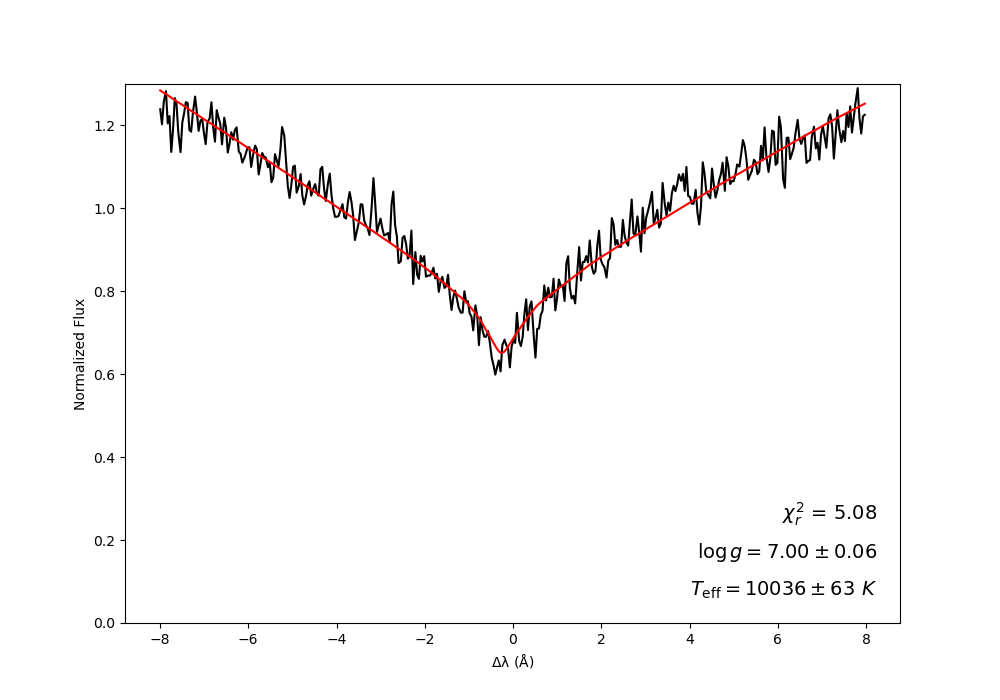 1.2
1.0
0.8
0.6
0.4
0.2
0.0
Normalized Flux
χ²ᵣ = 5.08
log g = 7.00 ± 0.06
T_eff = 10036 ± 63 K
−8 −6 −4 −2 0 2 4 6 8
Δλ (Å)